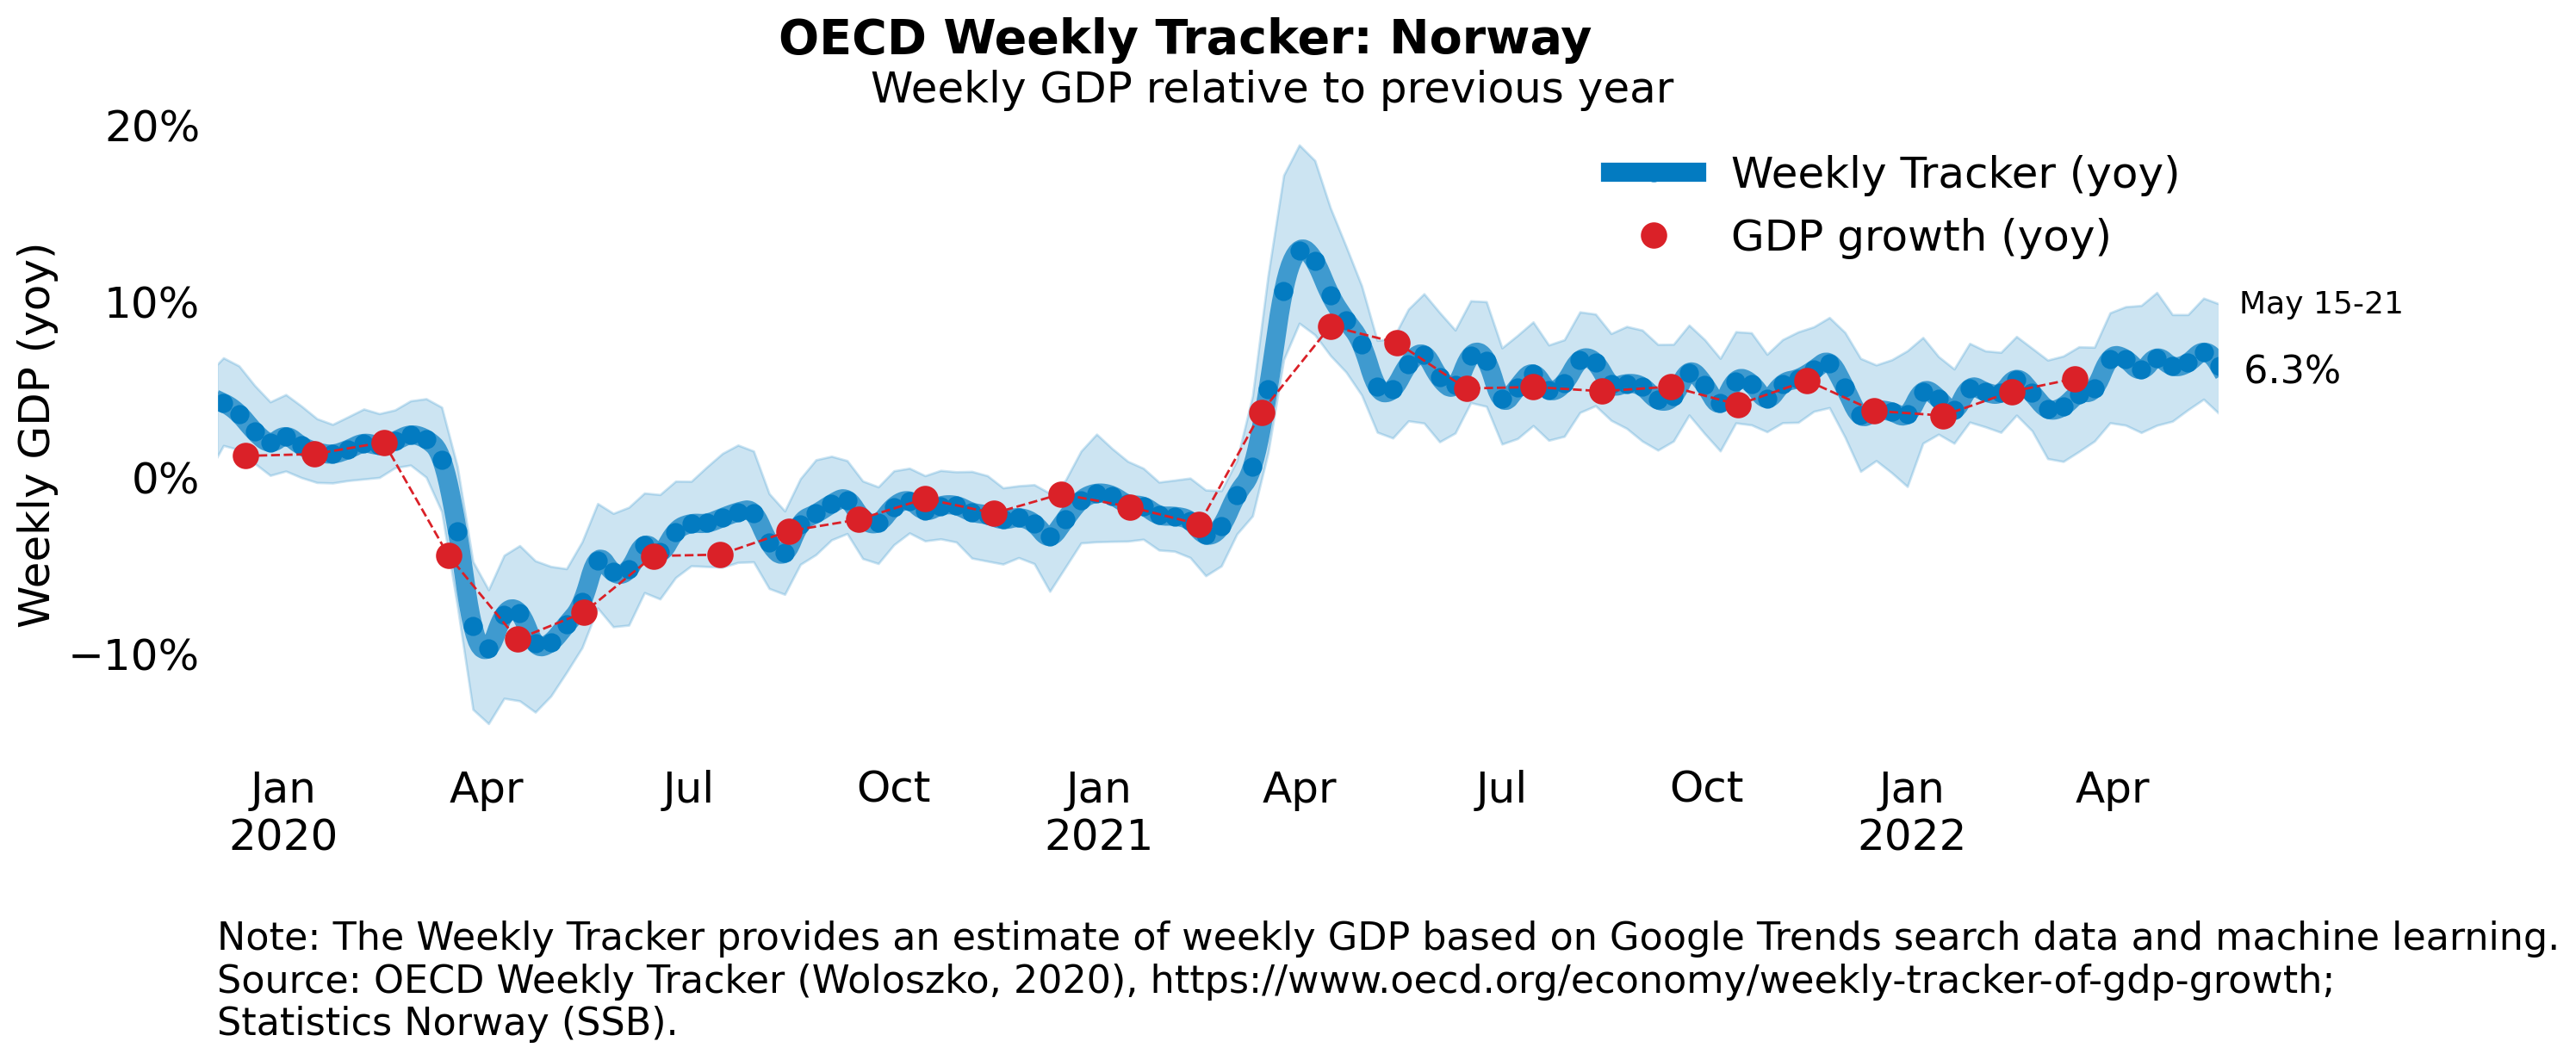 OECD Weekly Tracker: Norway
Weekly GDP relative to previous year
Weekly GDP (yoy)
20%
10%
0%
−10%
Weekly Tracker (yoy)
GDP growth (yoy)
May 15-21
6.3%
Jan Apr Jul Oct Jan Apr Jul Oct Jan Apr
2020 2021 2022
Note: The Weekly Tracker provides an estimate of weekly GDP based on Google Trends search data and machine learning.
Source: OECD Weekly Tracker (Woloszko, 2020), https://www.oecd.org/economy/weekly-tracker-of-gdp-growth;
Statistics Norway (SSB).